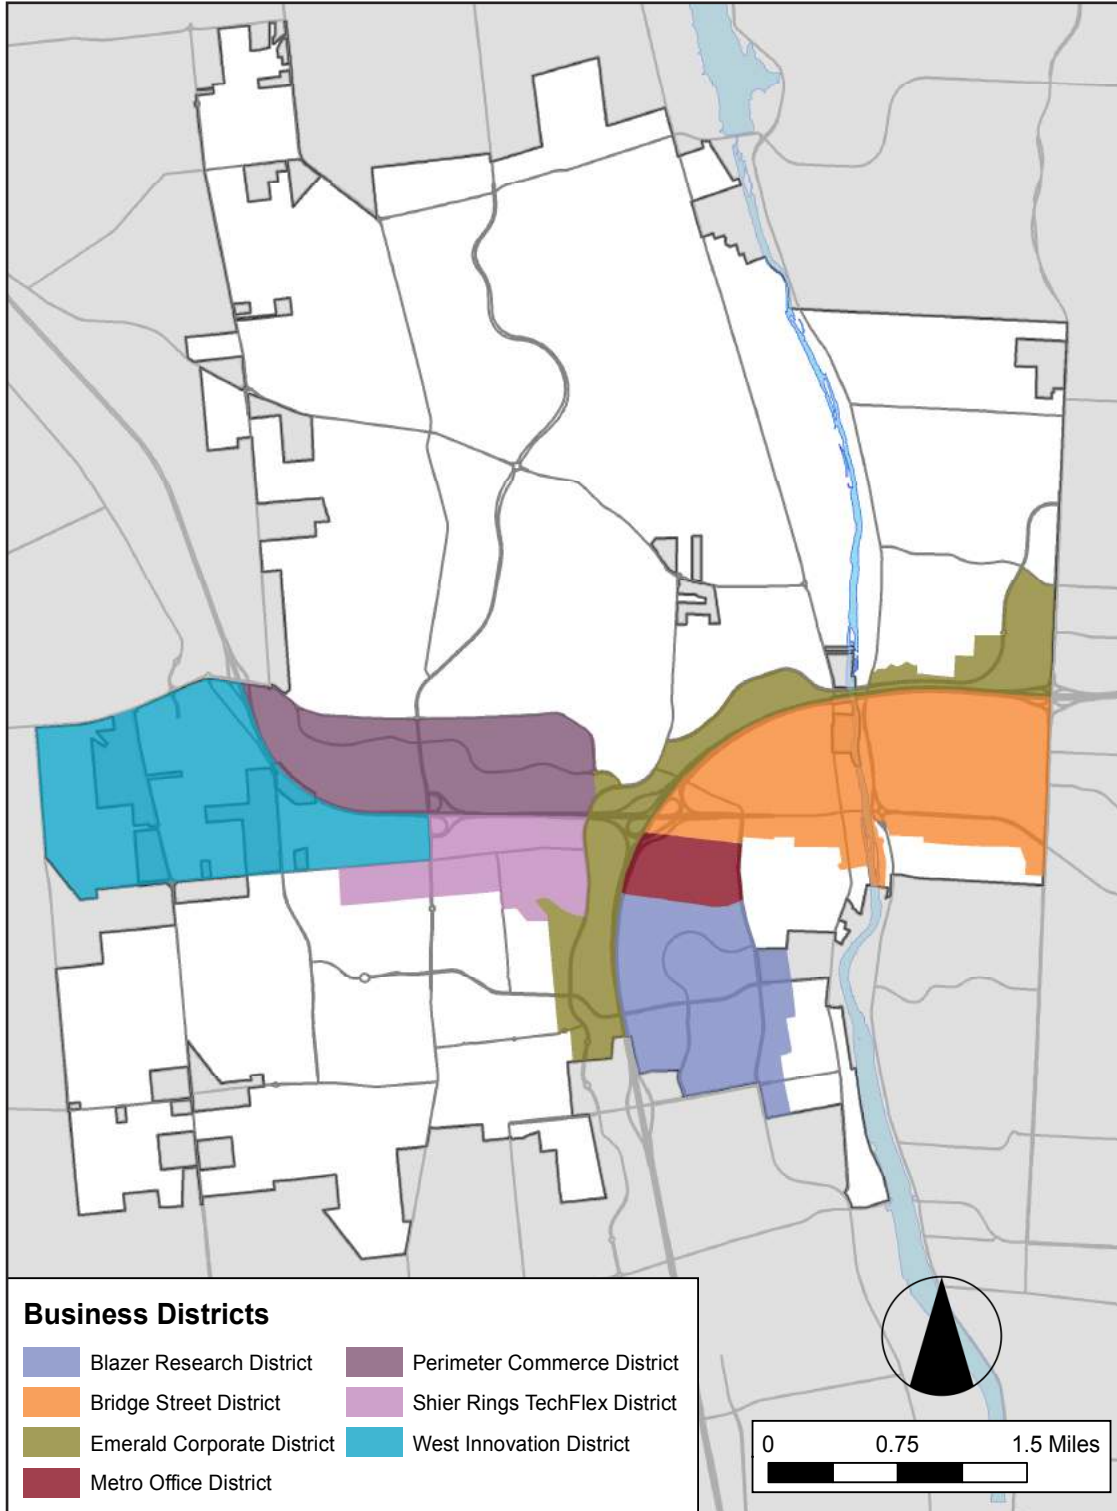 Business Districts
Blazer Research District
Bridge Street District
Emerald Corporate District
Metro Office District
Perimeter Commerce District
Shier Rings TechFlex District
West Innovation District
0 0.75 1.5 Miles